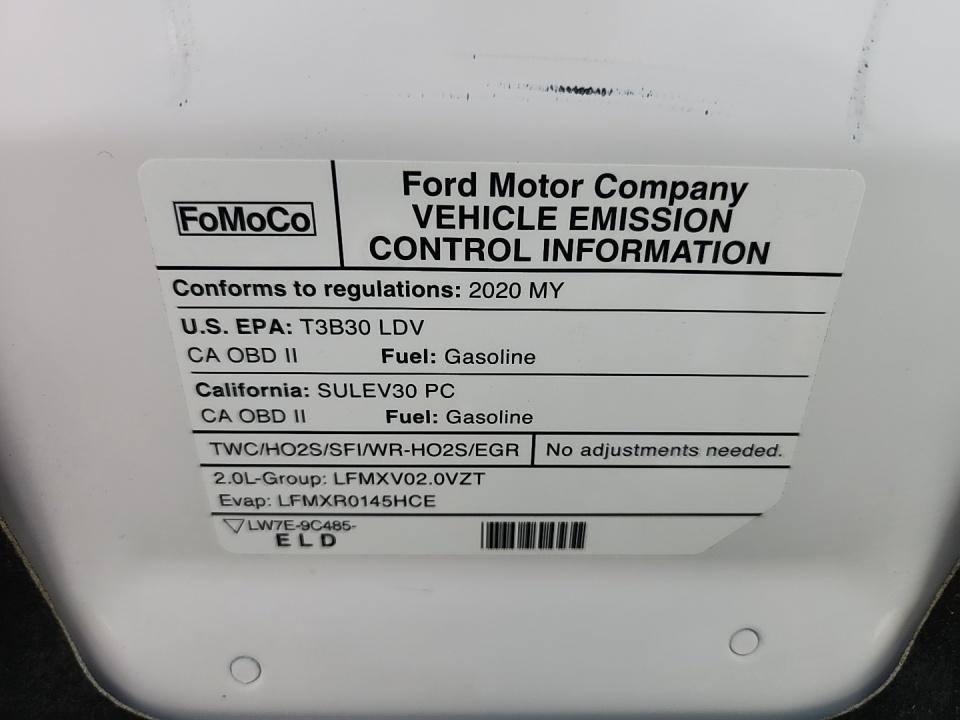 FoMoCo
Ford Motor Company
VEHICLE EMISSION
CONTROL INFORMATION
Conforms to regulations: 2020 MY
U.S. EPA: T3B30 LDV
CA OBD II Fuel: Gasoline
California: SULEV30 PC
CA OBD II Fuel: Gasoline
TWC/HO2S/SFI/WR-HO2S/EGR No adjustments needed.
2.0L-Group: LFMXV02.0VZT
Evap: LFMXR0145HCE
LW7E-9C485-
ELD